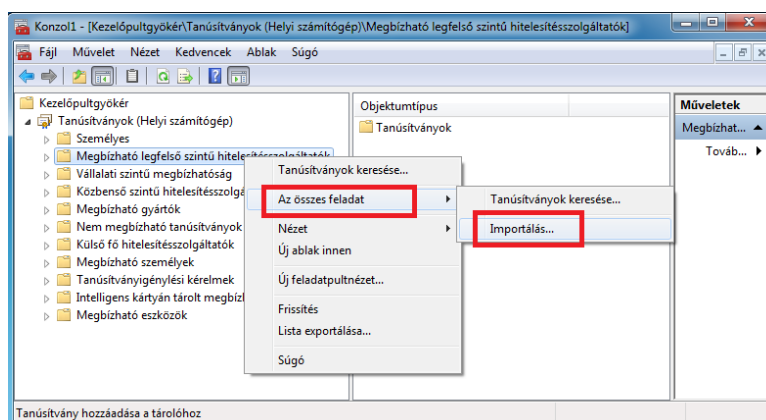 Konzol1 - [Kezelőpultgyökér\Tanúsítványok (Helyi számítógép)\Megbízható legfelső szintű hitelesítésszolgáltatók]
Fájl Művelet Nézet Kedvencek Ablak Súgó
Kezelőpultgyökér
Tanúsítványok (Helyi számítógép)
Személyes
Megbízható legfelső szintű hitelesítésszolgáltatók
Vállalati szintű megbízhatóság
Közbenső szintű hitelesítésszolgá
Megbízható gyártók
Nem megbízható tanúsítványok
Külső fő hitelesítésszolgáltatók
Megbízható személyek
Tanúsítványigénylési kérelmek
Intelligens kártyán tárolt megbízl
Megbízható eszközök
Objektumtípus
Tanúsítványok
Tanúsítványok keresése...
Az összes feladat
Nézet
Új ablak innen
Új feladatpultnézet...
Frissítés
Lista exportálása...
Súgó
Tanúsítványok keresése...
Importálás...
Műveletek
Megbízhat...
Továb...
Tanúsítvány hozzáadása a tárolóhoz